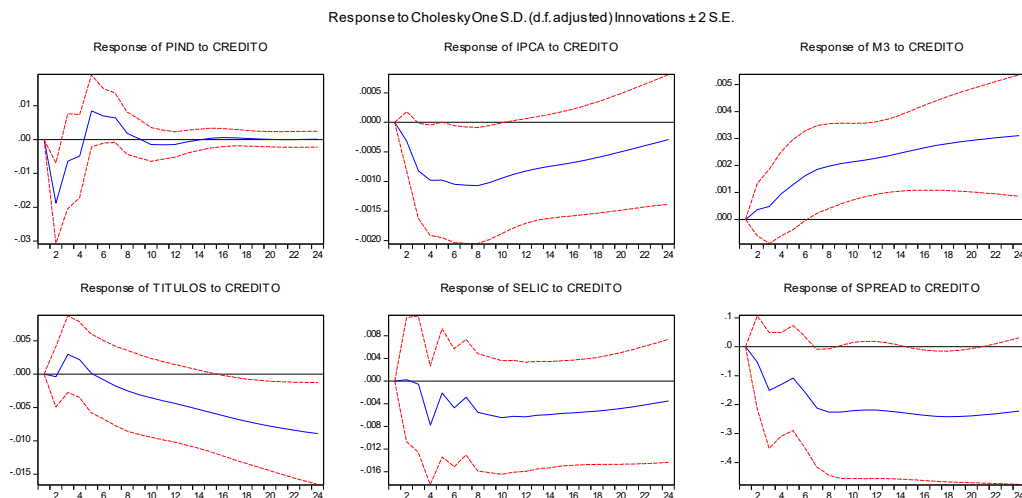 Response to Cholesky One S.D. (d.f. adjusted) Innovations ± 2 S.E.
Response of PIND to CREDITO
.01
.00
-.01
-.02
-.03
2 4 6 8 10 12 14 16 18 20 22 24
Response of IPCA to CREDITO
.0005
.0000
-.0005
-.0010
-.0015
-.0020
2 4 6 8 10 12 14 16 18 20 22 24
Response of M3 to CREDITO
.005
.004
.003
.002
.001
.000
2 4 6 8 10 12 14 16 18 20 22 24
Response of TITULOS to CREDITO
.005
.000
-.005
-.010
-.015
2 4 6 8 10 12 14 16 18 20 22 24
Response of SELIC to CREDITO
.008
.004
.000
-.004
-.008
-.012
-.016
2 4 6 8 10 12 14 16 18 20 22 24
Response of SPREAD to CREDITO
.1
.0
-.1
-.2
-.3
-.4
2 4 6 8 10 12 14 16 18 20 22 24